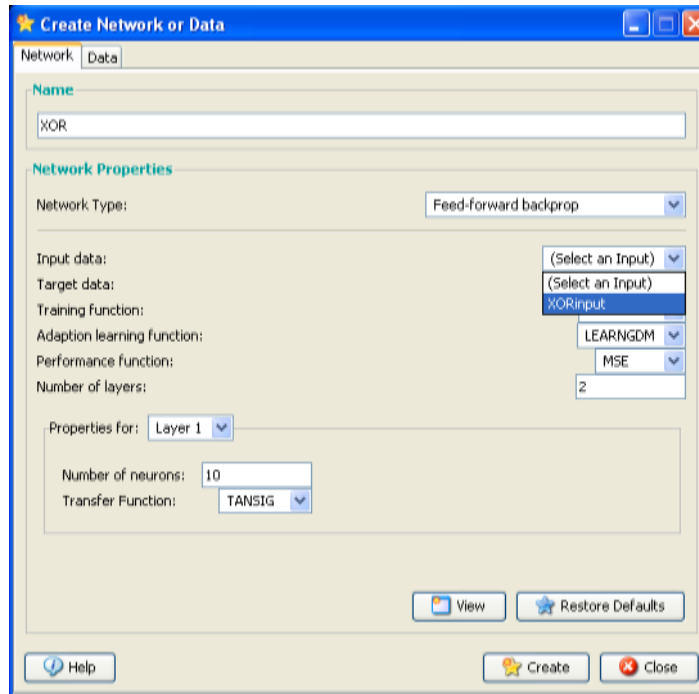 Create Network or Data
Network Data
Name
XOR
Network Properties
Network Type: Feed-forward backprop
Input data: (Select an Input)
Target data: (Select an Input)
XORinput
Training function:
Adaption learning function: LEARNGDM
Performance function: MSE
Number of layers: 2
Properties for: Layer 1
Number of neurons: 10
Transfer Function: TANSIG
View Restore Defaults
Help Create Close